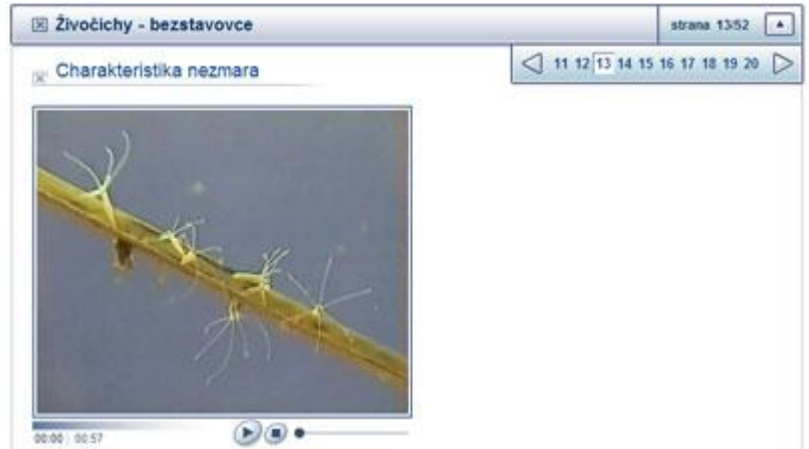 Živočíchy - bezstavovce
strana 13/52
Charakteristika nezmara
11 12 13 14 15 16 17 18 19 20
00:00 | 00:57